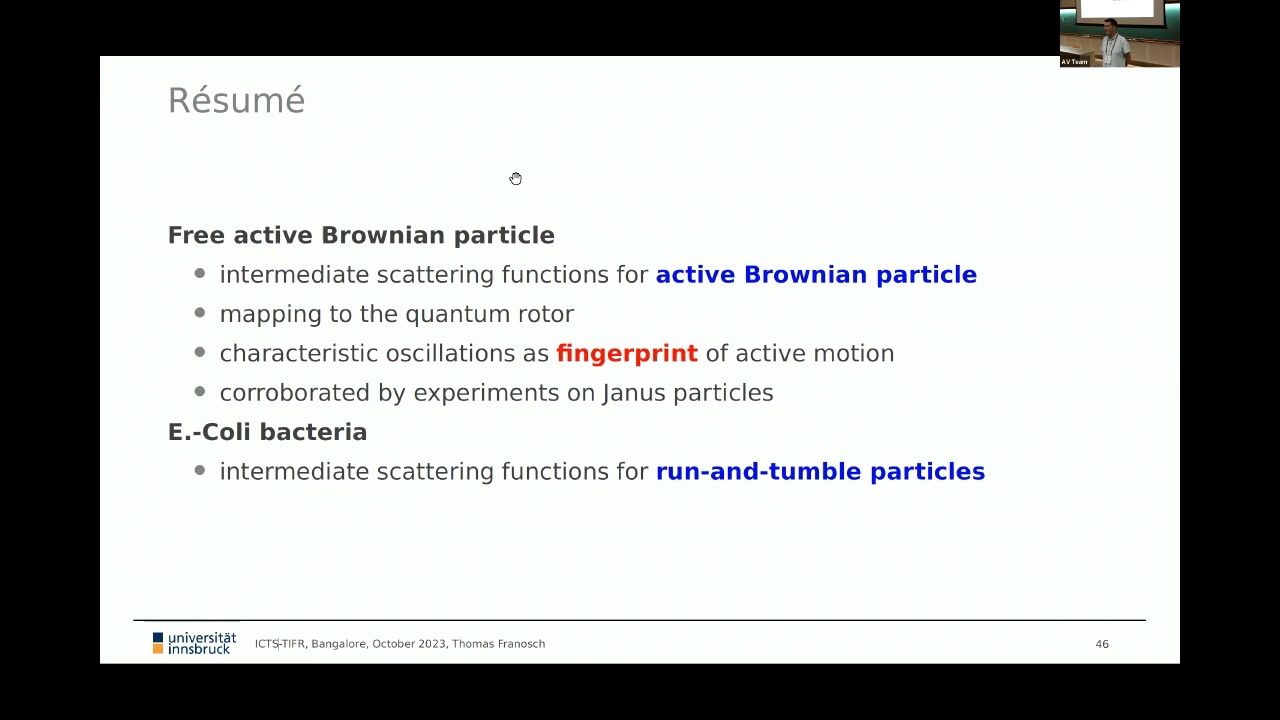 AV Team
Résumé
Free active Brownian particle
intermediate scattering functions for active Brownian particle
mapping to the quantum rotor
characteristic oscillations as fingerprint of active motion
corroborated by experiments on Janus particles
E.-Coli bacteria
intermediate scattering functions for run-and-tumble particles
universität
innsbruck
ICTS-TIFR, Bangalore, October 2023, Thomas Franosch
46